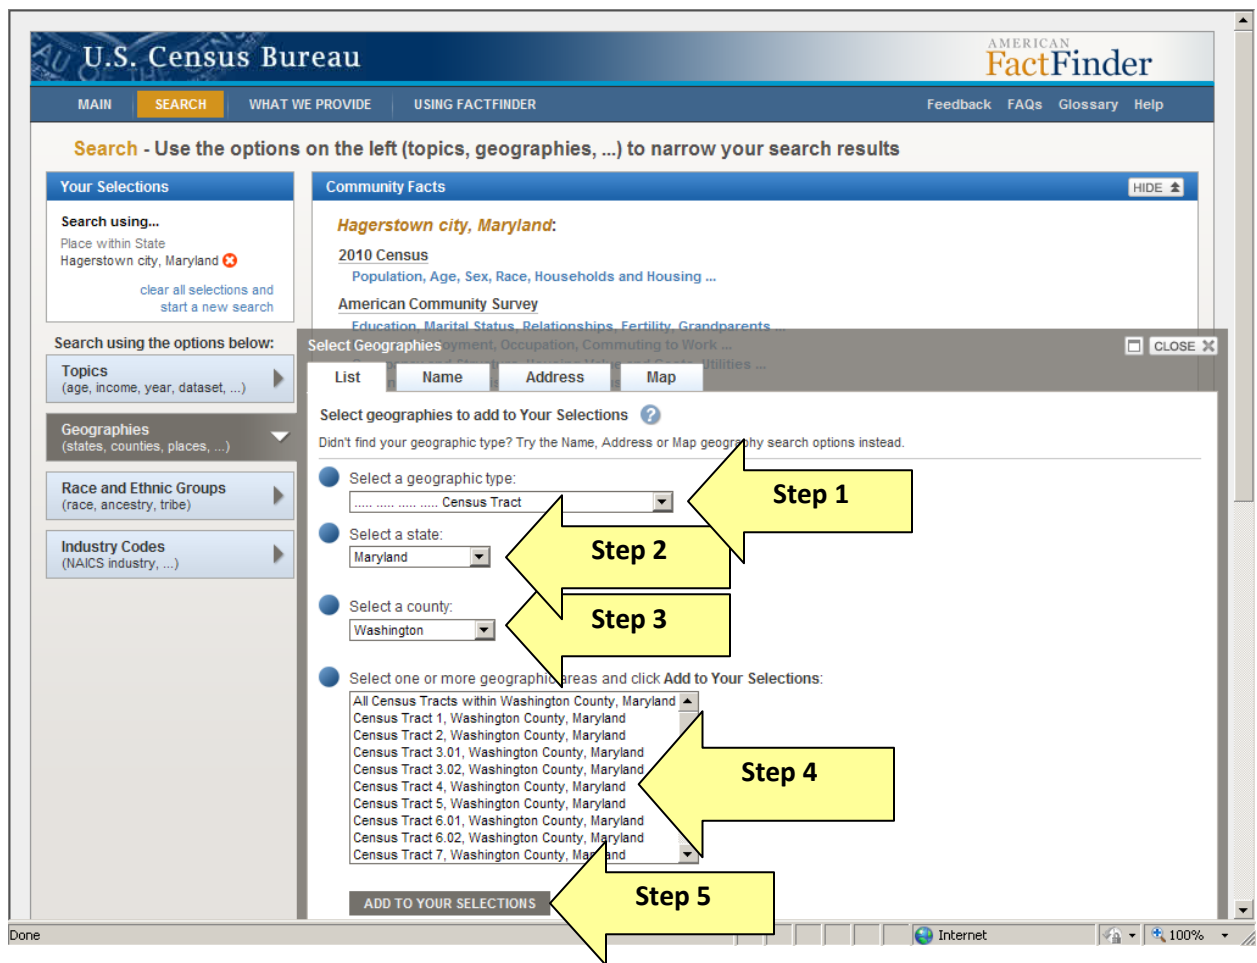 U.S. Census Bureau
AMERICAN
FactFinder
MAIN SEARCH WHAT WE PROVIDE USING FACTFINDER Feedback FAQs Glossary Help
Search - Use the options on the left (topics, geographies, ...) to narrow your search results
Your Selections
Search using...
Place within State
Hagerstown city, Maryland
clear all selections and
start a new search
Search using the options below:
Topics
(age, income, year, dataset, ...)
Geographies
(states, counties, places, ...)
Race and Ethnic Groups
(race, ancestry, tribe)
Industry Codes
(NAICS industry, ...)
Community Facts
HIDE
Hagerstown city, Maryland:
2010 Census
Population, Age, Sex, Race, Households and Housing ...
American Community Survey
Education, Marital Status, Relationships, Fertility, Grandparents ...
Occupation, Commuting to Work ...
Select Geographies
CLOSE
List Name Address Map
Select geographies to add to Your Selections ?
Didn't find your geographic type? Try the Name, Address or Map geography search options instead.
Select a geographic type:
..... ..... ..... ..... Census Tract
Step 1
Select a state:
Maryland
Step 2
Select a county:
Washington
Step 3
Select one or more geographic areas and click Add to Your Selections:
All Census Tracts within Washington County, Maryland
Census Tract 1, Washington County, Maryland
Census Tract 2, Washington County, Maryland
Census Tract 3.01, Washington County, Maryland
Census Tract 3.02, Washington County, Maryland
Census Tract 4, Washington County, Maryland
Census Tract 5, Washington County, Maryland
Census Tract 6.01, Washington County, Maryland
Census Tract 6.02, Washington County, Maryland
Census Tract 7, Washington County, Maryland
Step 4
ADD TO YOUR SELECTIONS
Step 5
Done
Internet
100%